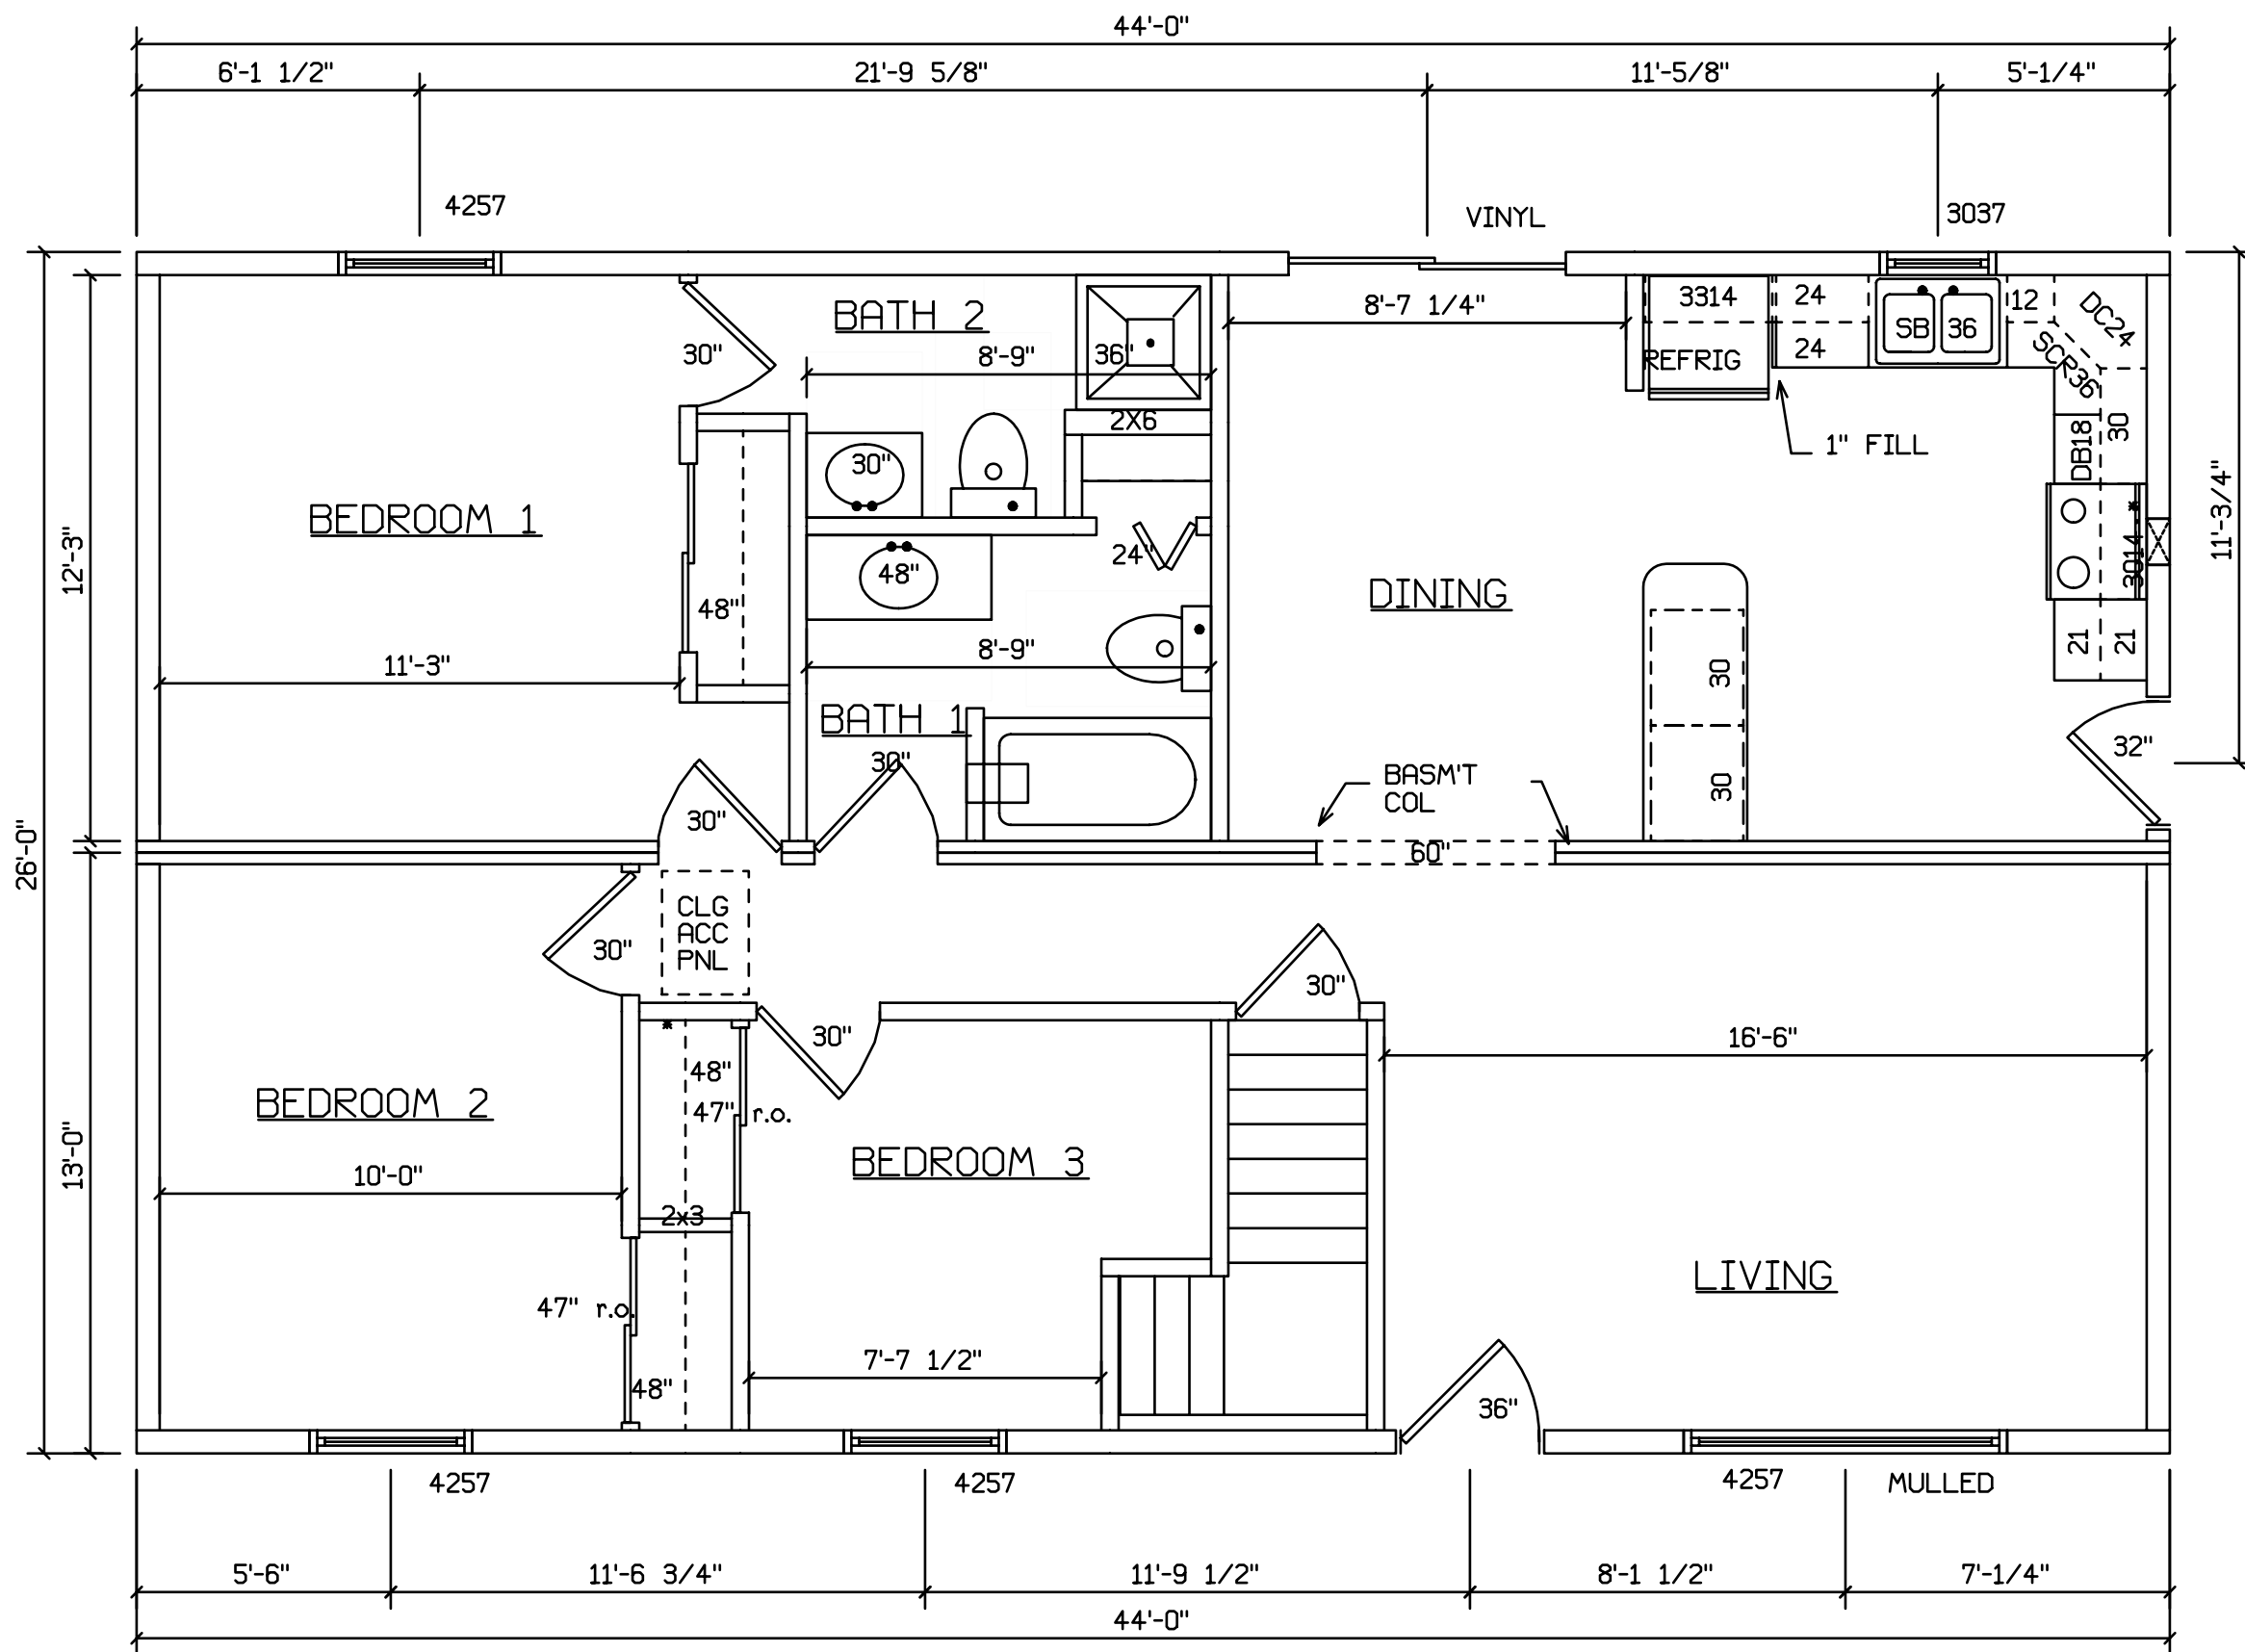 44'-0"
6'-1 1/2"
21'-9 5/8"
11'-5/8"
5'-1/4"
4257
VINYL
3037
BATH 2
8'-7 1/4"
3314
24
12
DC24
SB 36
SCR36
30"
8'-9"
36"
24
REFRIG
2X6
1" FILL
DB18
30
30"
BEDROOM 1
11'-3/4"
12'-3"
24"
48"
3014 *
DINING
48"
21
21
8'-9"
11'-3"
30
BATH 1
30"
32"
BASM'T
COL
30
30"
60"
26'-0"
CLG
ACC
PNL
30"
30"
*
30"
16'-6"
48"
47" r.o.
BEDROOM 2
13'-0"
BEDROOM 3
10'-0"
2x3
LIVING
47" r.o.
7'-7 1/2"
48"
36"
4257
4257
4257
MULLED
5'-6"
11'-6 3/4"
11'-9 1/2"
8'-1 1/2"
7'-1/4"
44'-0"